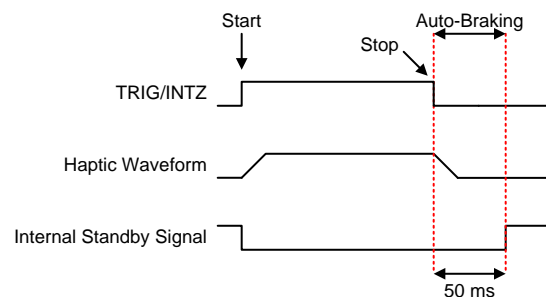 Start
Auto-Braking
Stop
TRIG/INTZ
Haptic Waveform
Internal Standby Signal
50 ms